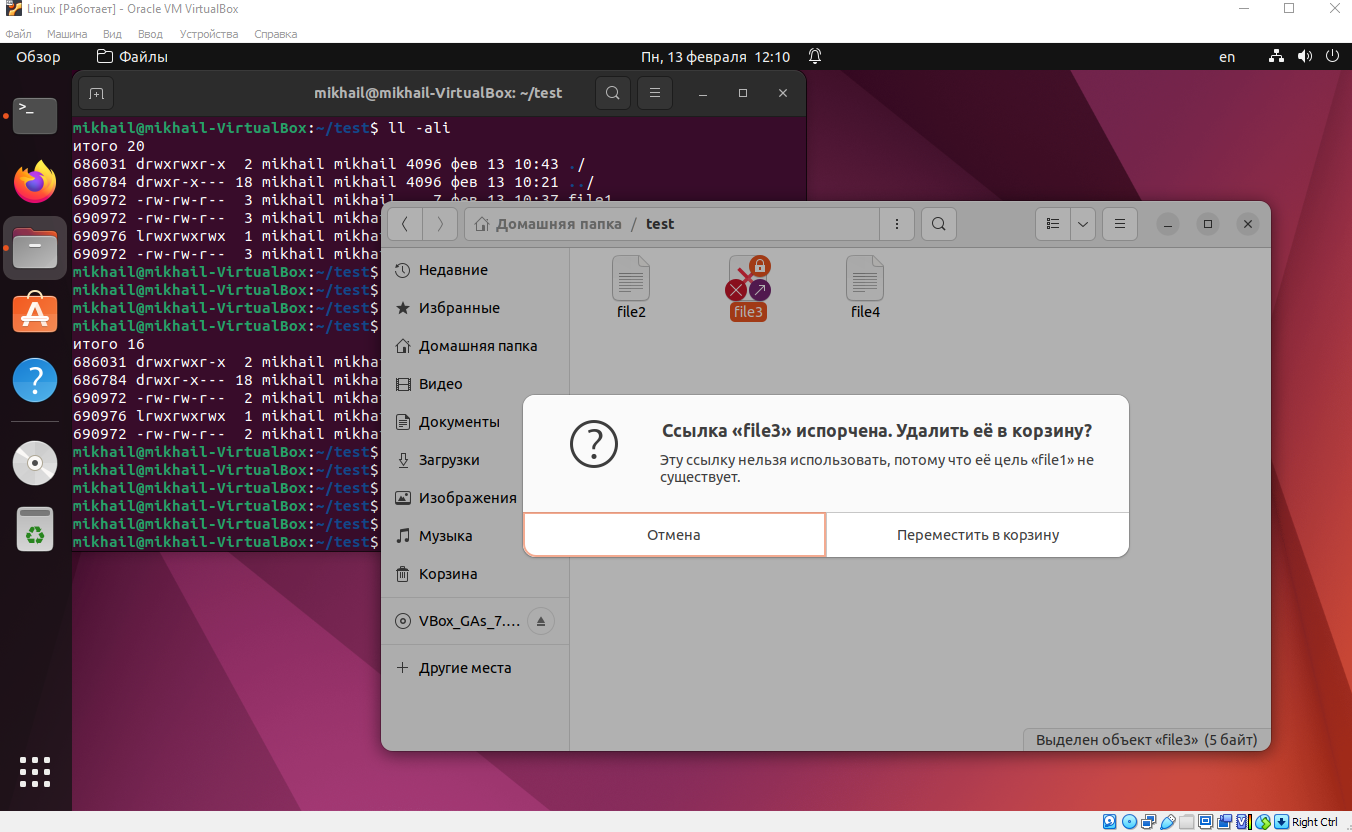 Linux [Работает] - Oracle VM VirtualBox
Файл Машина Вид Ввод Устройства Справка
Обзор Файлы Пн, 13 февраля 12:10 en
mikhail@mikhail-VirtualBox: ~/test
mikhail@mikhail-VirtualBox:~/test$ ll -ali
итого 20
686031 drwxrwxr-x 2 mikhail mikhail 4096 фев 13 10:43 ./
686784 drwxr-x--- 18 mikhail mikhail 4096 фев 13 10:21 ../
690972 -rw-rw-r-- 3 mikhail mikhail 7 фев 13 10:37 file1
690972 -rw-rw-r-- 3 mikhail
690976 lrwxrwxrwx 1 mikhail
690972 -rw-rw-r-- 3 mikhail
mikhail@mikhail-VirtualBox:~/test$
mikhail@mikhail-VirtualBox:~/test$
mikhail@mikhail-VirtualBox:~/test$
mikhail@mikhail-VirtualBox:~/test$
итого 16
686031 drwxrwxr-x 2 mikhail
686784 drwxr-x--- 18 mikhail
690972 -rw-rw-r-- 2 mikhail
690976 lrwxrwxrwx 1 mikhail
690972 -rw-rw-r-- 2 mikhail
mikhail@mikhail-VirtualBox:~/test$
mikhail@mikhail-VirtualBox:~/test$
mikhail@mikhail-VirtualBox:~/test$
mikhail@mikhail-VirtualBox:~/test$
mikhail@mikhail-VirtualBox:~/test$
mikhail@mikhail-VirtualBox:~/test$
Домашняя папка / test
Недавние
Избранные
Домашняя папка
Видео
Документы
Загрузки
Изображения
Музыка
Корзина
VBox_GAs_7....
Другие места
file2 file3 file4
Ссылка «file3» испорчена. Удалить её в корзину?
Эту ссылку нельзя использовать, потому что её цель «file1» не
существует.
Отмена Переместить в корзину
Выделен объект «file3» (5 байт)
Right Ctrl